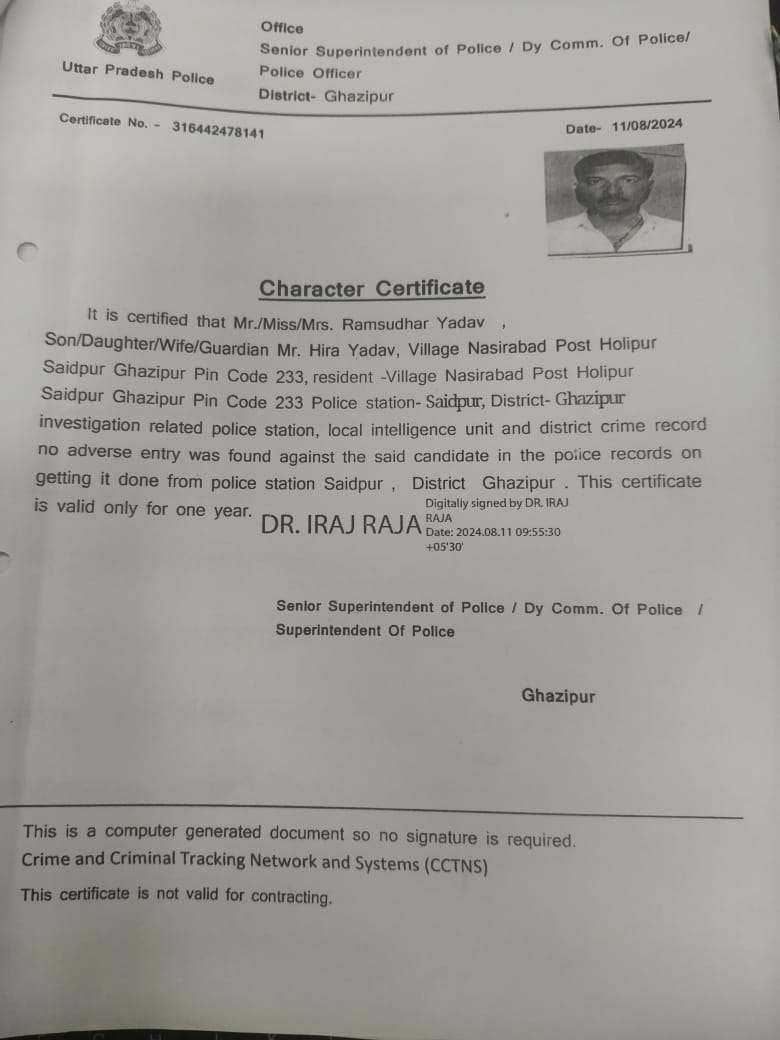 Office
Senior Superintendent of Police / Dy Comm. Of Police/
Police Officer
District- Ghazipur
Uttar Pradesh Police
Certificate No. - 316442478141
Date- 11/08/2024
Character Certificate
It is certified that Mr./Miss/Mrs. Ramsudhar Yadav ,
Son/Daughter/Wife/Guardian Mr. Hira Yadav, Village Nasirabad Post Holipur
Saidpur Ghazipur Pin Code 233, resident -Village Nasirabad Post Holipur
Saidpur Ghazipur Pin Code 233 Police station- Saidpur, District- Ghazipur
investigation related police station, local intelligence unit and district crime record
no adverse entry was found against the said candidate in the police records on
getting it done from police station Saidpur , District Ghazipur . This certificate
is valid only for one year.
DR. IRAJ RAJA
Digitally signed by DR. IRAJ
RAJA
Date: 2024.08.11 09:55:30
+05'30'
Senior Superintendent of Police / Dy Comm. Of Police /
Superintendent Of Police
Ghazipur
This is a computer generated document so no signature is required.
Crime and Criminal Tracking Network and Systems (CCTNS)
This certificate is not valid for contracting.